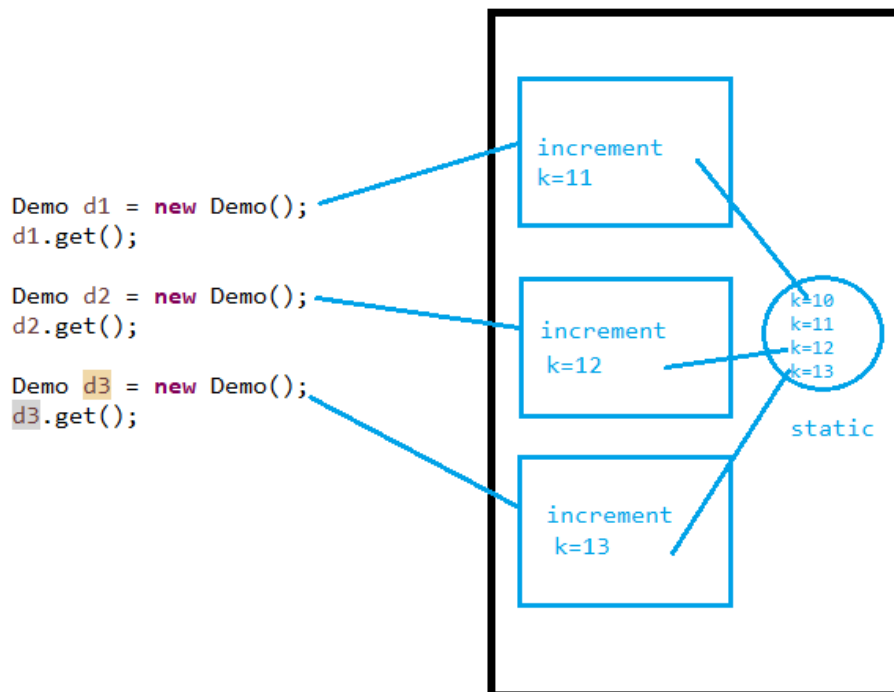 Demo d1 = new Demo();
d1.get();
Demo d2 = new Demo();
d2.get();
Demo d3 = new Demo();
d3.get();
increment
k=11
increment
k=12
increment
k=13
k=10
k=11
k=12
k=13
static